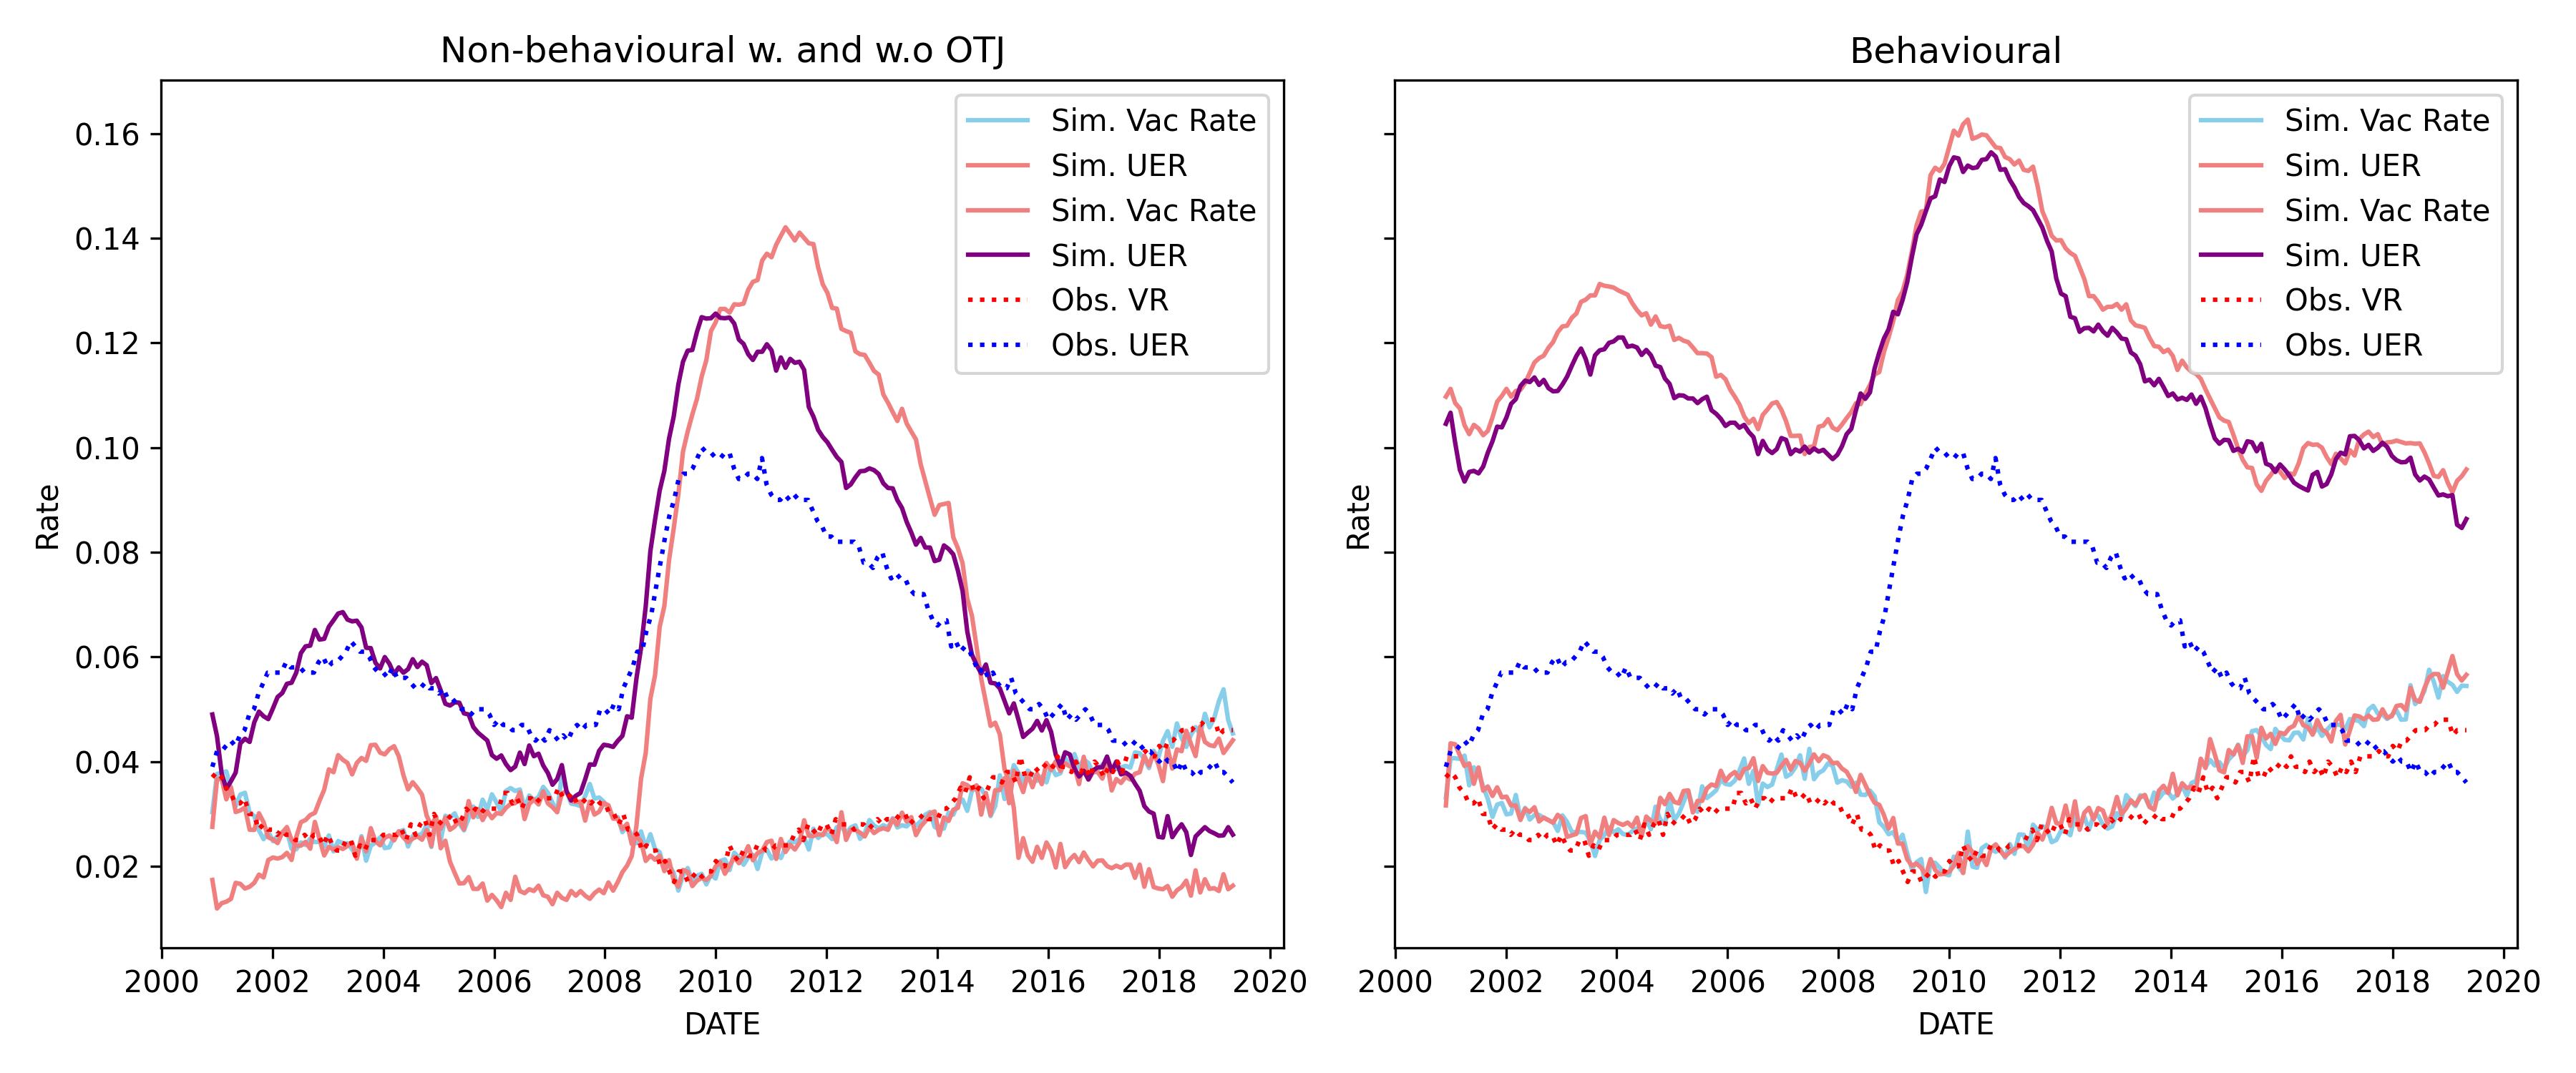 Non-behavioural w. and w.o OTJ
Rate
0.16
0.14
0.12
0.10
0.08
0.06
0.04
0.02
Sim. Vac Rate
Sim. UER
Sim. Vac Rate
Sim. UER
Obs. VR
Obs. UER
2000 2002 2004 2006 2008 2010 2012 2014 2016 2018 2020
DATE
Behavioural
Rate
Sim. Vac Rate
Sim. UER
Sim. Vac Rate
Sim. UER
Obs. VR
Obs. UER
2000 2002 2004 2006 2008 2010 2012 2014 2016 2018 2020
DATE